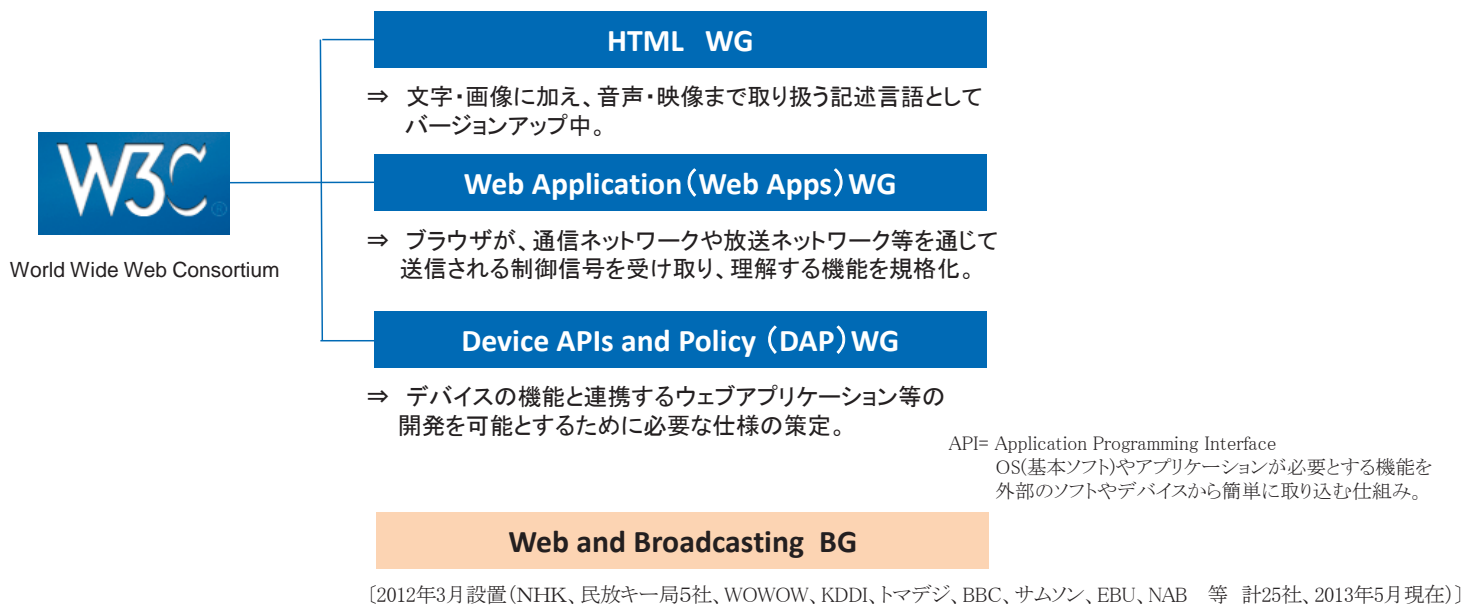 HTML WG
⇒ 文字・画像に加え、音声・映像まで取り扱う記述言語として
バージョンアップ中。
W3C®
World Wide Web Consortium
Web Application（Web Apps）WG
⇒ ブラウザが、通信ネットワークや放送ネットワーク等を通じて
送信される制御信号を受け取り、理解する機能を規格化。
Device APIs and Policy （DAP）WG
⇒ デバイスの機能と連携するウェブアプリケーション等の
開発を可能とするために必要な仕様の策定。
API= Application Programming Interface
OS(基本ソフト)やアプリケーションが必要とする機能を
外部のソフトやデバイスから簡単に取り込む仕組み。
Web and Broadcasting BG
〔2012年3月設置（NHK、民放キー局5社、WOWOW、KDDI、トマデジ、BBC、サムソン、EBU、NAB 等 計25社、2013年5月現在）〕